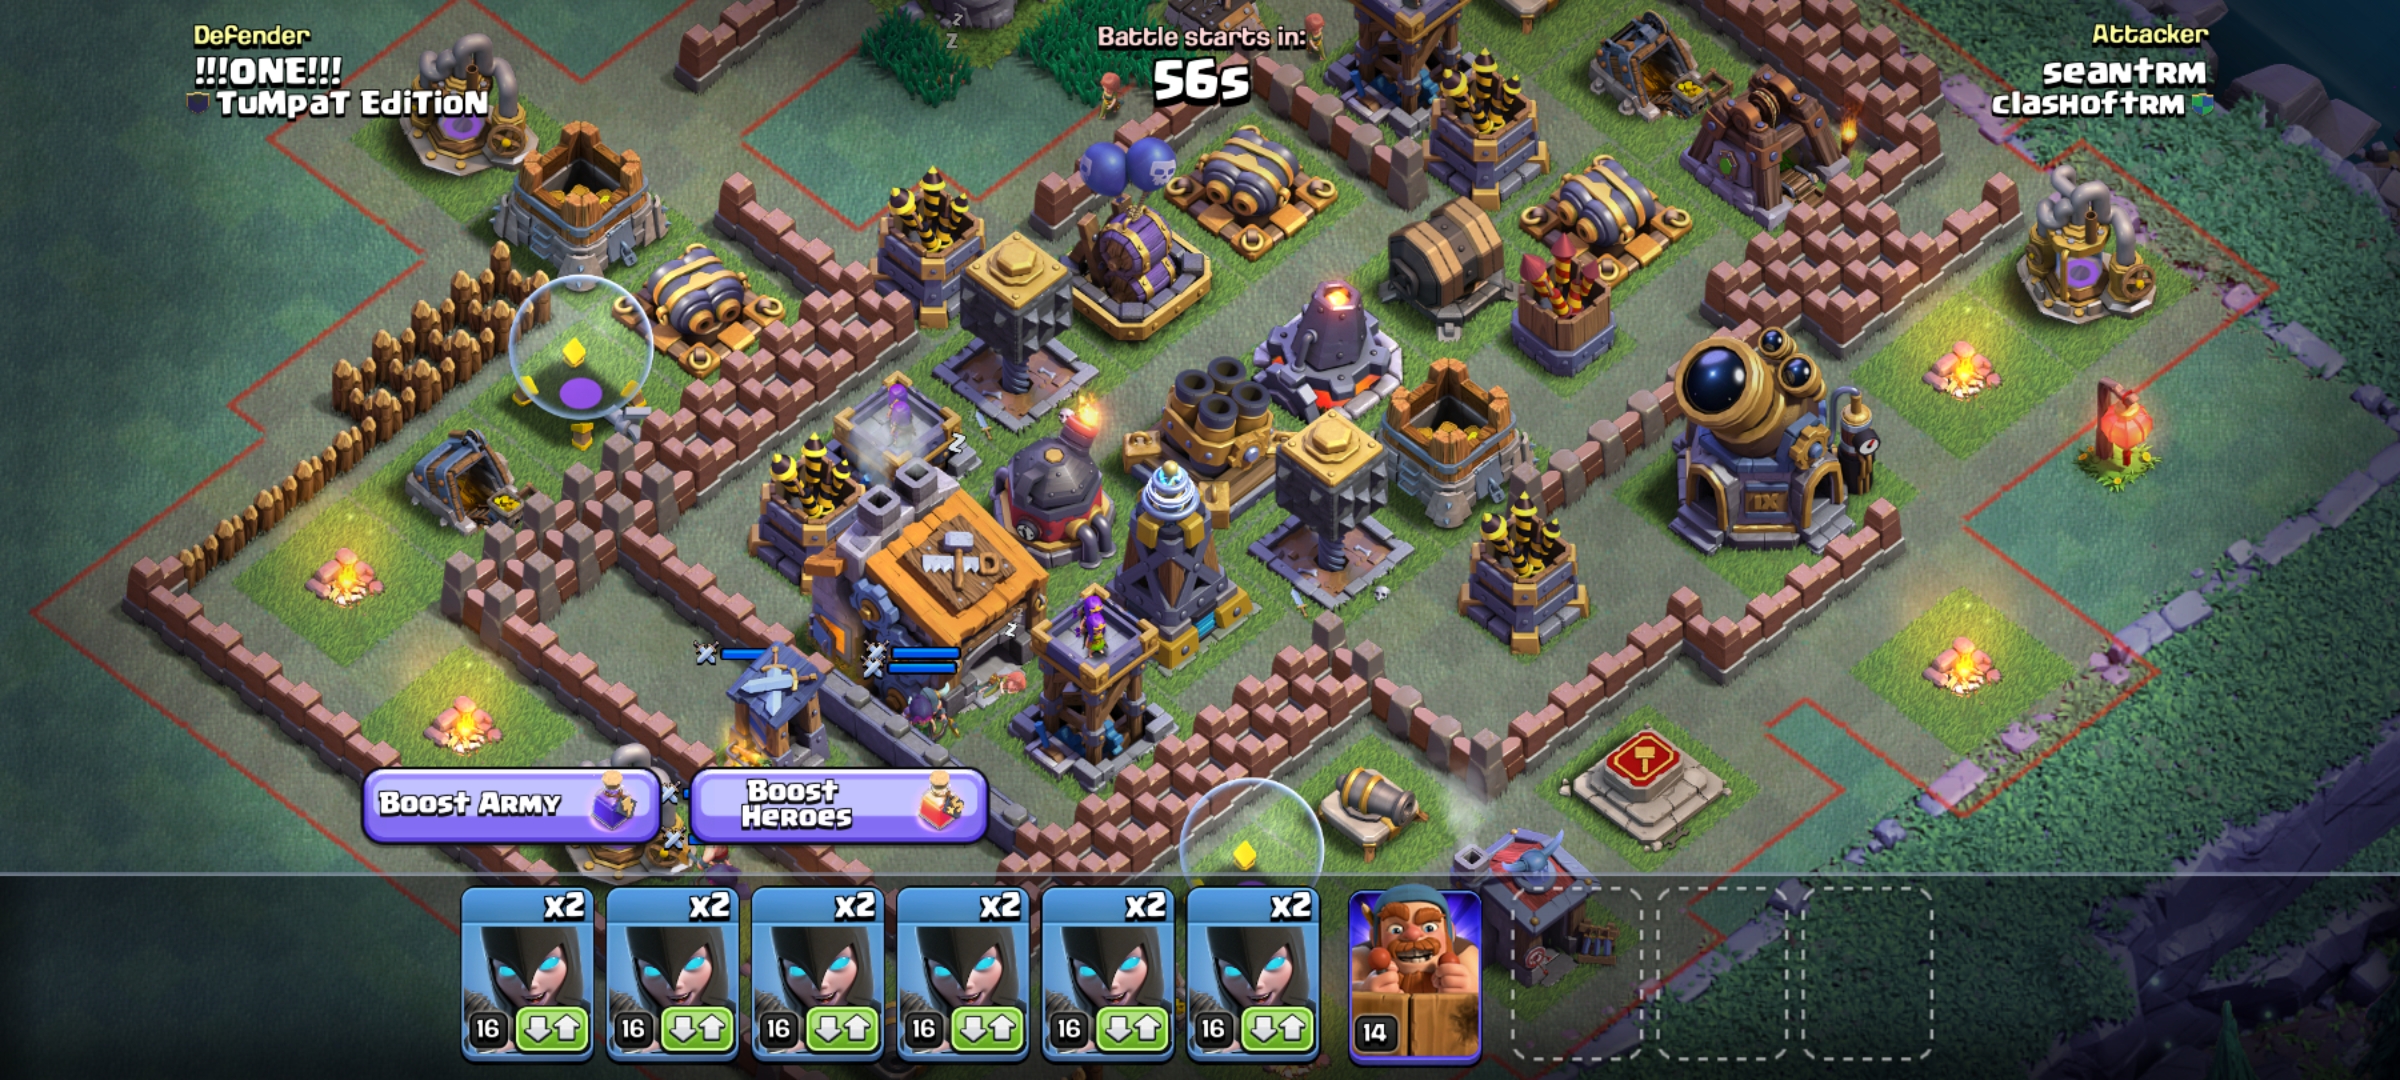 Defender
!!!ONE!!!
TuMpaT EdiTioN
Battle starts in:
56s
Attacker
seantRM
clashoftRM
z
z
z
z
IX
Boost Army
Boost
Heroes
x2
x2
x2
x2
x2
x2
16
16
16
16
16
16
14